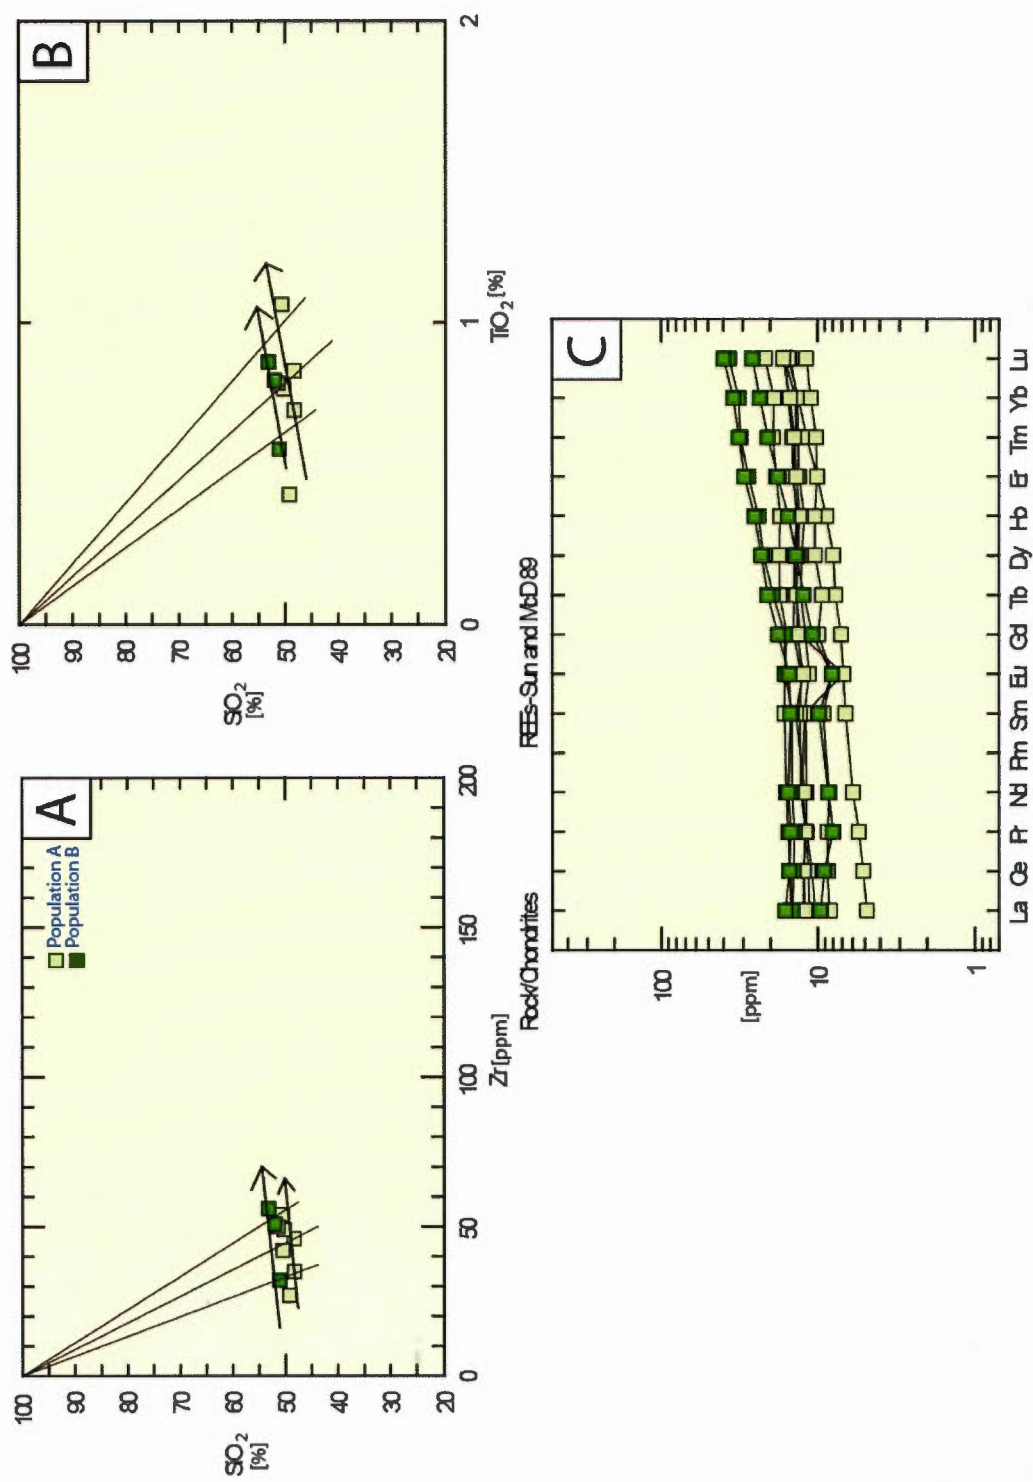 A
Population A
Population B
SiO2
[%]
100
90
80
70
60
50
40
30
20
0
50
100
150
200
Zr [ppm]
B
SiO2
[%]
100
90
80
70
60
50
40
30
20
0
1
2
TiO2 [%]
Rock/Chondrites
REEs-Sun and McD 89
C
[ppm]
100
10
1
La Ce Pr Nd Pm Sm Eu Gd Tb Dy Ho Er Tm Yb Lu